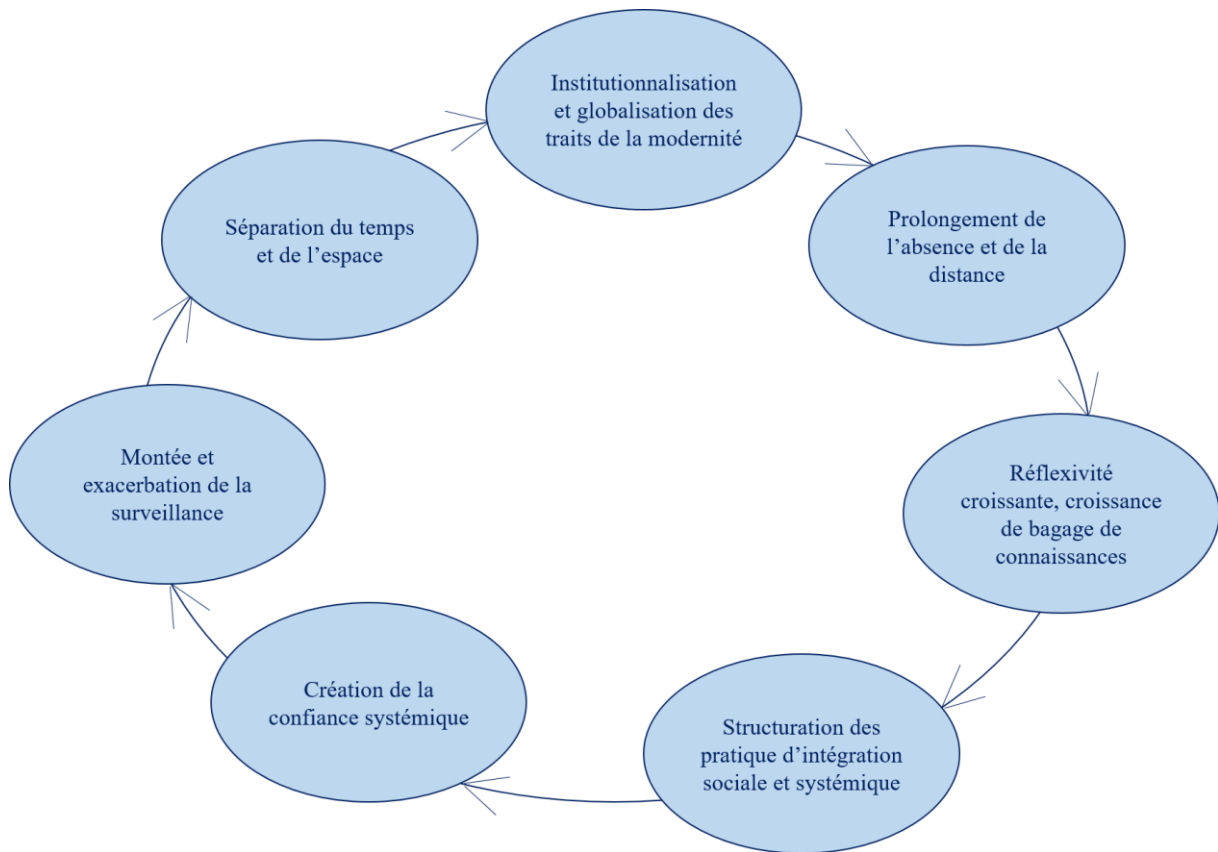 Institutionnalisation
et globalisation des
traits de la modernité
Prolongement de
l’absence et de la
distance
Réflexivité
croissante, croissance
de bagage de
connaissances
Structuration des
pratique d’intégration
sociale et systémique
Création de la
confiance systémique
Montée et
exacerbation de la
surveillance
Séparation du temps
et de l’espace